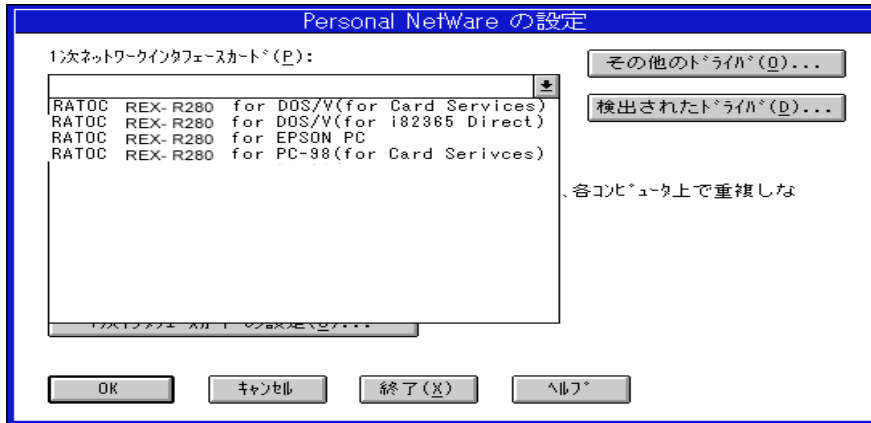 Personal NetWare の設定
1次ネットワークインタフェースカード(P):
その他のドライバ(O)...
RATOC REX-R280 for DOS/V(for Card Services)
RATOC REX-R280 for DOS/V(for i82365 Direct)
検出されたドライバ(D)...
RATOC REX-R280 for EPSON PC
RATOC REX-R280 for PC-98(for Card Serivces)
、各コンピュータ上で重複しな
OK キャンセル 終了(X) ヘルプ